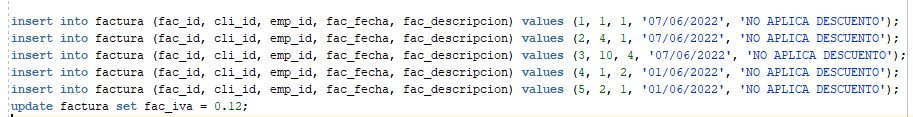 insert into factura (fac_id, cli_id, emp_id, fac_fecha, fac_descripcion) values (1, 1, 1, '07/06/2022', 'NO APLICA DESCUENTO');
insert into factura (fac_id, cli_id, emp_id, fac_fecha, fac_descripcion) values (2, 4, 1, '07/06/2022', 'NO APLICA DESCUENTO');
insert into factura (fac_id, cli_id, emp_id, fac_fecha, fac_descripcion) values (3, 10, 4, '07/06/2022', 'NO APLICA DESCUENTO');
insert into factura (fac_id, cli_id, emp_id, fac_fecha, fac_descripcion) values (4, 1, 2, '01/06/2022', 'NO APLICA DESCUENTO');
insert into factura (fac_id, cli_id, emp_id, fac_fecha, fac_descripcion) values (5, 2, 1, '01/06/2022', 'NO APLICA DESCUENTO');
update factura set fac_iva = 0.12;